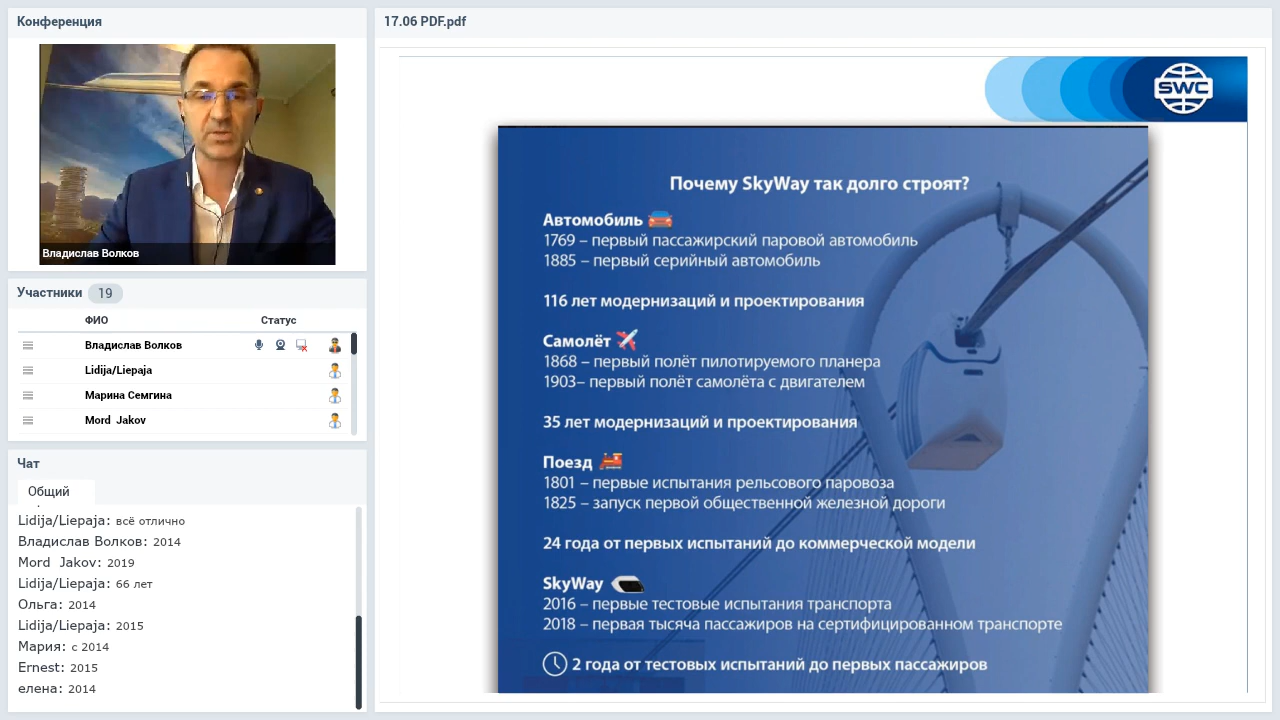 Конференция
Владислав Волков
Участники 19
ФИО Статус
Владислав Волков
Lidija/Liepaja
Марина Семгина
Mord Jakov
Чат
Общий
Lidija/Liepaja: всё отлично
Владислав Волков: 2014
Mord Jakov: 2019
Lidija/Liepaja: 66 лет
Ольга: 2014
Lidija/Liepaja: 2015
Мария: с 2014
Ernest: 2015
елена: 2014
17.06 PDF.pdf
SWC
Почему SkyWay так долго строят?
Автомобиль
1769 – первый пассажирский паровой автомобиль
1885 – первый серийный автомобиль
116 лет модернизаций и проектирования
Самолёт
1868 – первый полёт пилотируемого планера
1903– первый полёт самолёта с двигателем
35 лет модернизаций и проектирования
Поезд
1801 – первые испытания рельсового паровоза
1825 – запуск первой общественной железной дороги
24 года от первых испытаний до коммерческой модели
SkyWay
2016 – первые тестовые испытания транспорта
2018 – первая тысяча пассажиров на сертифицированном транспорте
2 года от тестовых испытаний до первых пассажиров